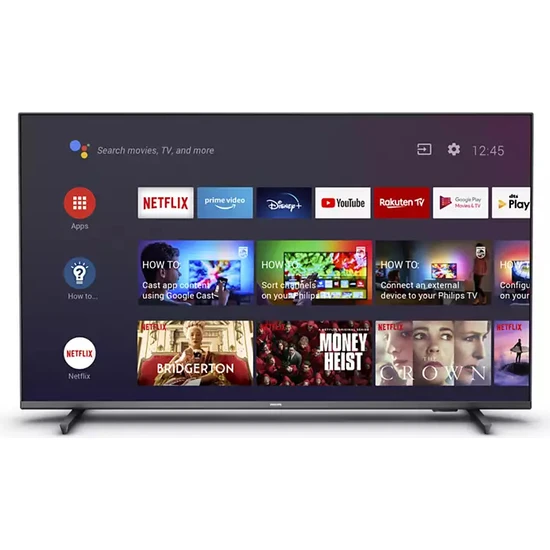 Search movies, TV, and more
12:45
Apps
NETFLIX
prime video
Disney+
YouTube
Rakuten TV
Google Play
Movies & TV
dts
Play
How to...
HOW TO:
Cast app content
using Google Cast
HOW TO:
Sort channels
on your Philips
HOW TO:
Connect an external
device to your Philips TV
HOW TO:
Configu
on your
NETFLIX
Netflix
NETFLIX
BRIDGERTON
NETFLIX
MONEY
HEIST
NETFLIX
THE
CROWN
PHILIPS